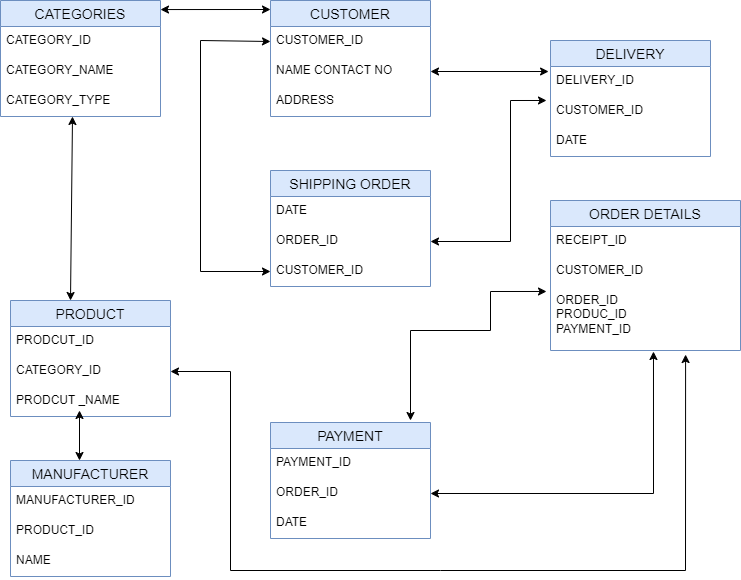 CATEGORIES
CATEGORY_ID
CATEGORY_NAME
CATEGORY_TYPE
CUSTOMER
CUSTOMER_ID
NAME CONTACT NO
ADDRESS
DELIVERY
DELIVERY_ID
CUSTOMER_ID
DATE
SHIPPING ORDER
DATE
ORDER_ID
CUSTOMER_ID
ORDER DETAILS
RECEIPT_ID
CUSTOMER_ID
ORDER_ID
PRODUC_ID
PAYMENT_ID
PRODUCT
PRODCUT_ID
CATEGORY_ID
PRODCUT _NAME
PAYMENT
PAYMENT_ID
ORDER_ID
DATE
MANUFACTURER
MANUFACTURER_ID
PRODUCT_ID
NAME